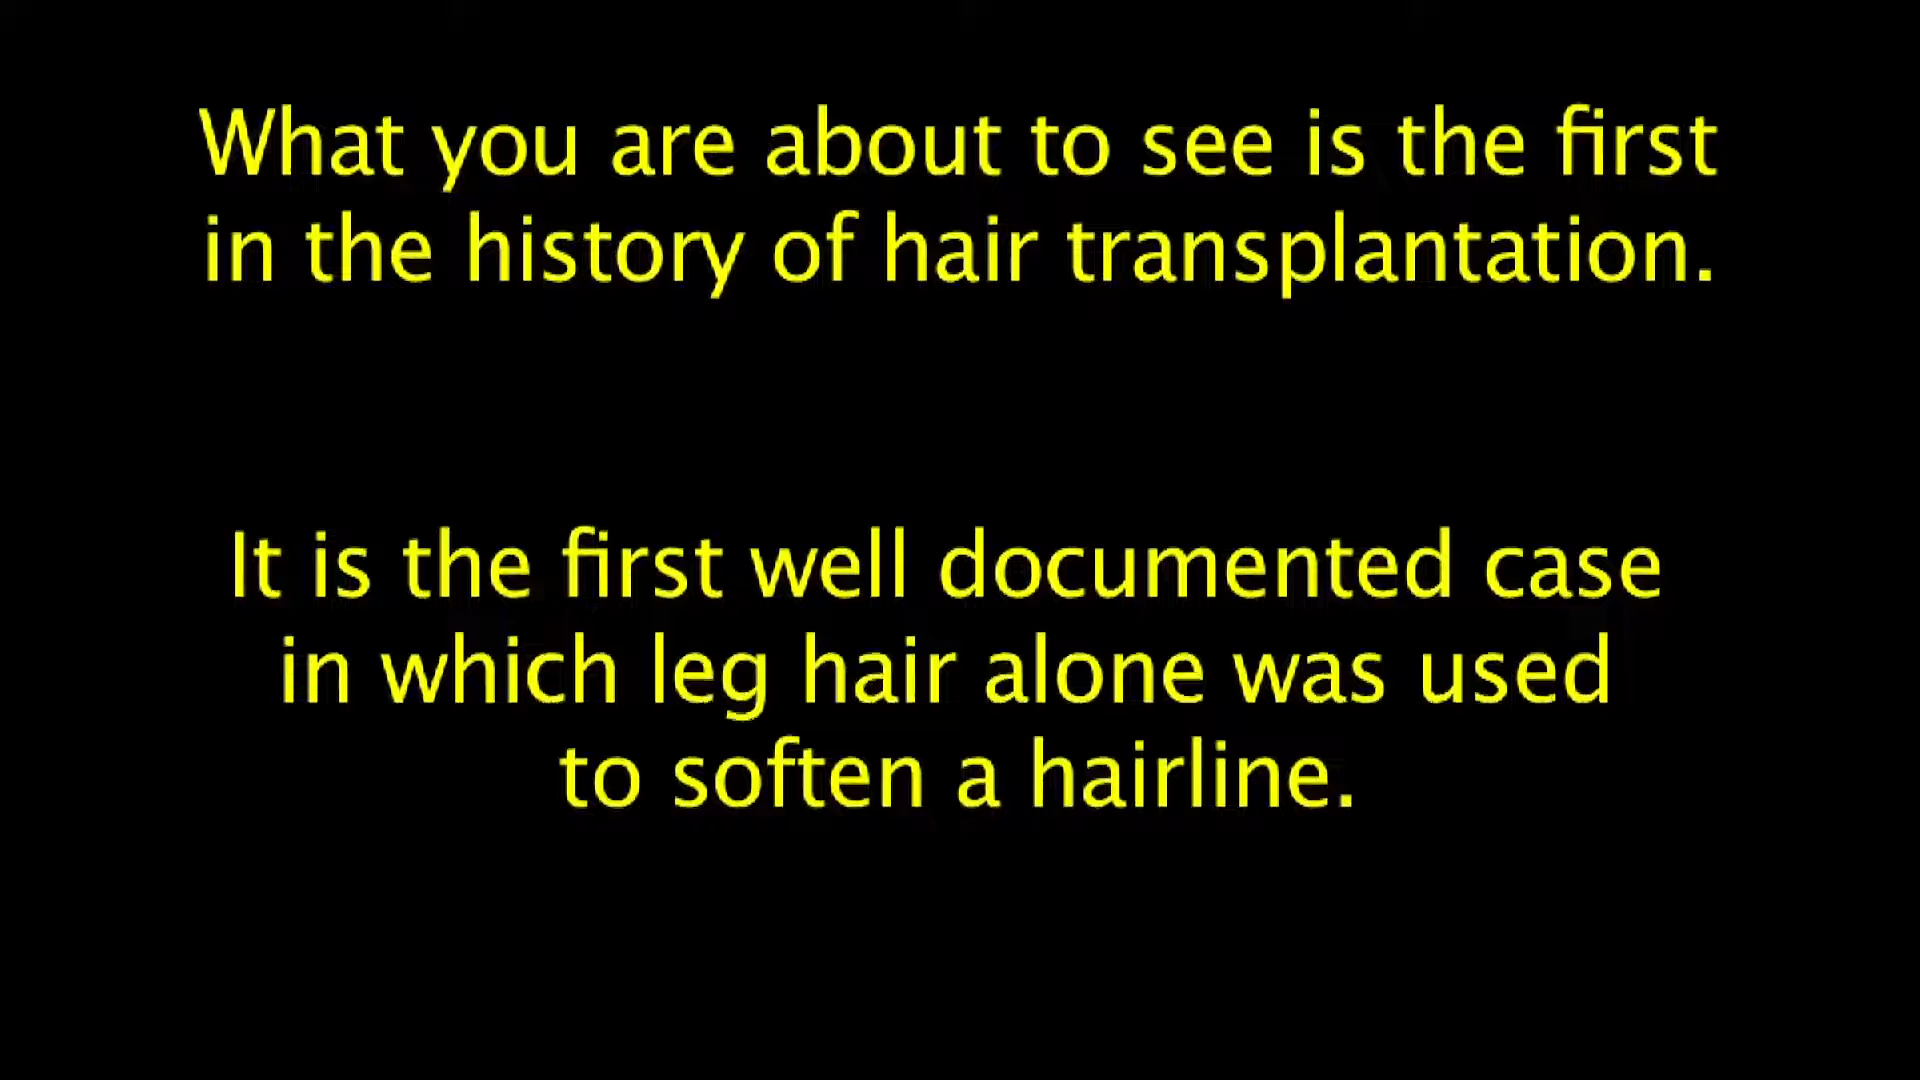 What you are about to see is the first
in the history of hair transplantation.
It is the first well documented case
in which leg hair alone was used
to soften a hairline.